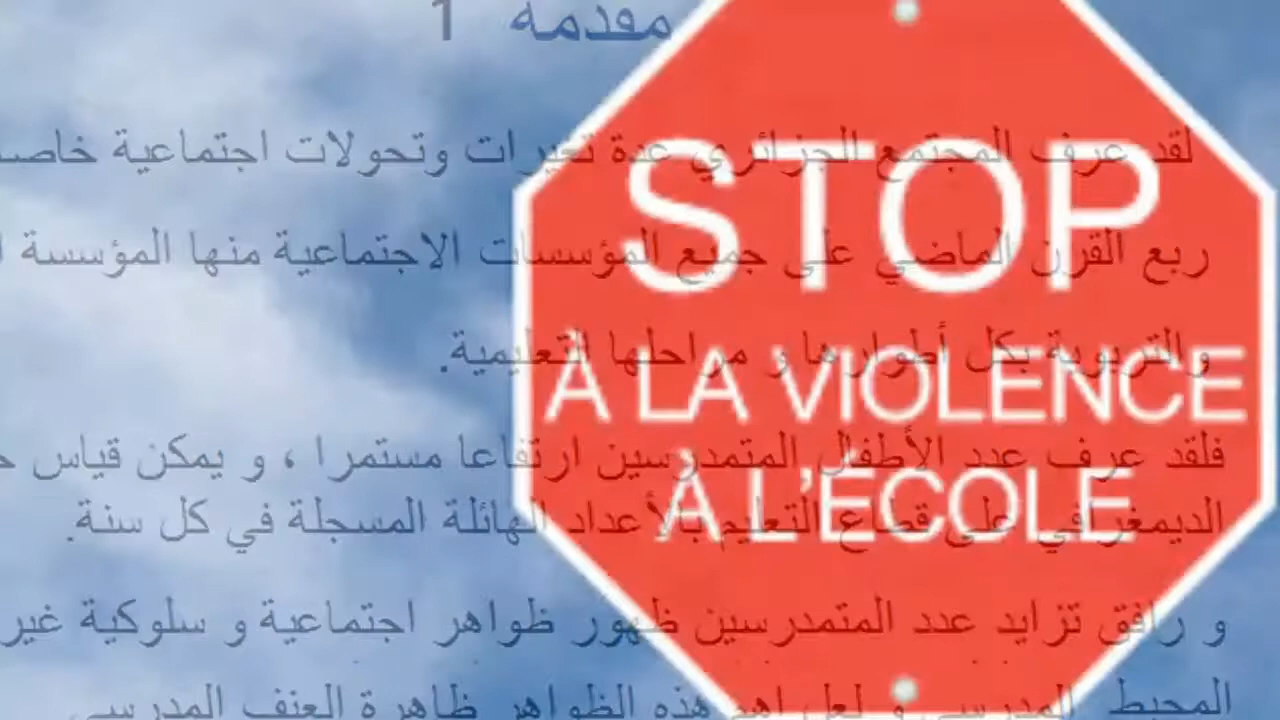 1 مقدمة
لقد عرف المجتمع الجزائري عدة تغيرات وتحولات اجتماعية
ربع القرن الماضي على جميع المؤسسات الاجتماعية منها المؤسسة
والتربوية بكل أطوارها و مراحلها التعليمية.
فلقد عرف عدد الأطفال المتمدرسين ارتفاعا مستمرا ، و يمكن قياس
الديمغرافي على قطاع التعليم بالأعداد الهائلة المسجلة في كل سنة.
و رافق تزايد عدد المتمدرسين ظهور ظواهر اجتماعية و سلوكية غير
المحيط المدرسي و لعل اهم هذه الظواهر ظاهرة العنف المدرسي
STOP
À LA VIOLENCE
À L'ÉCOLE